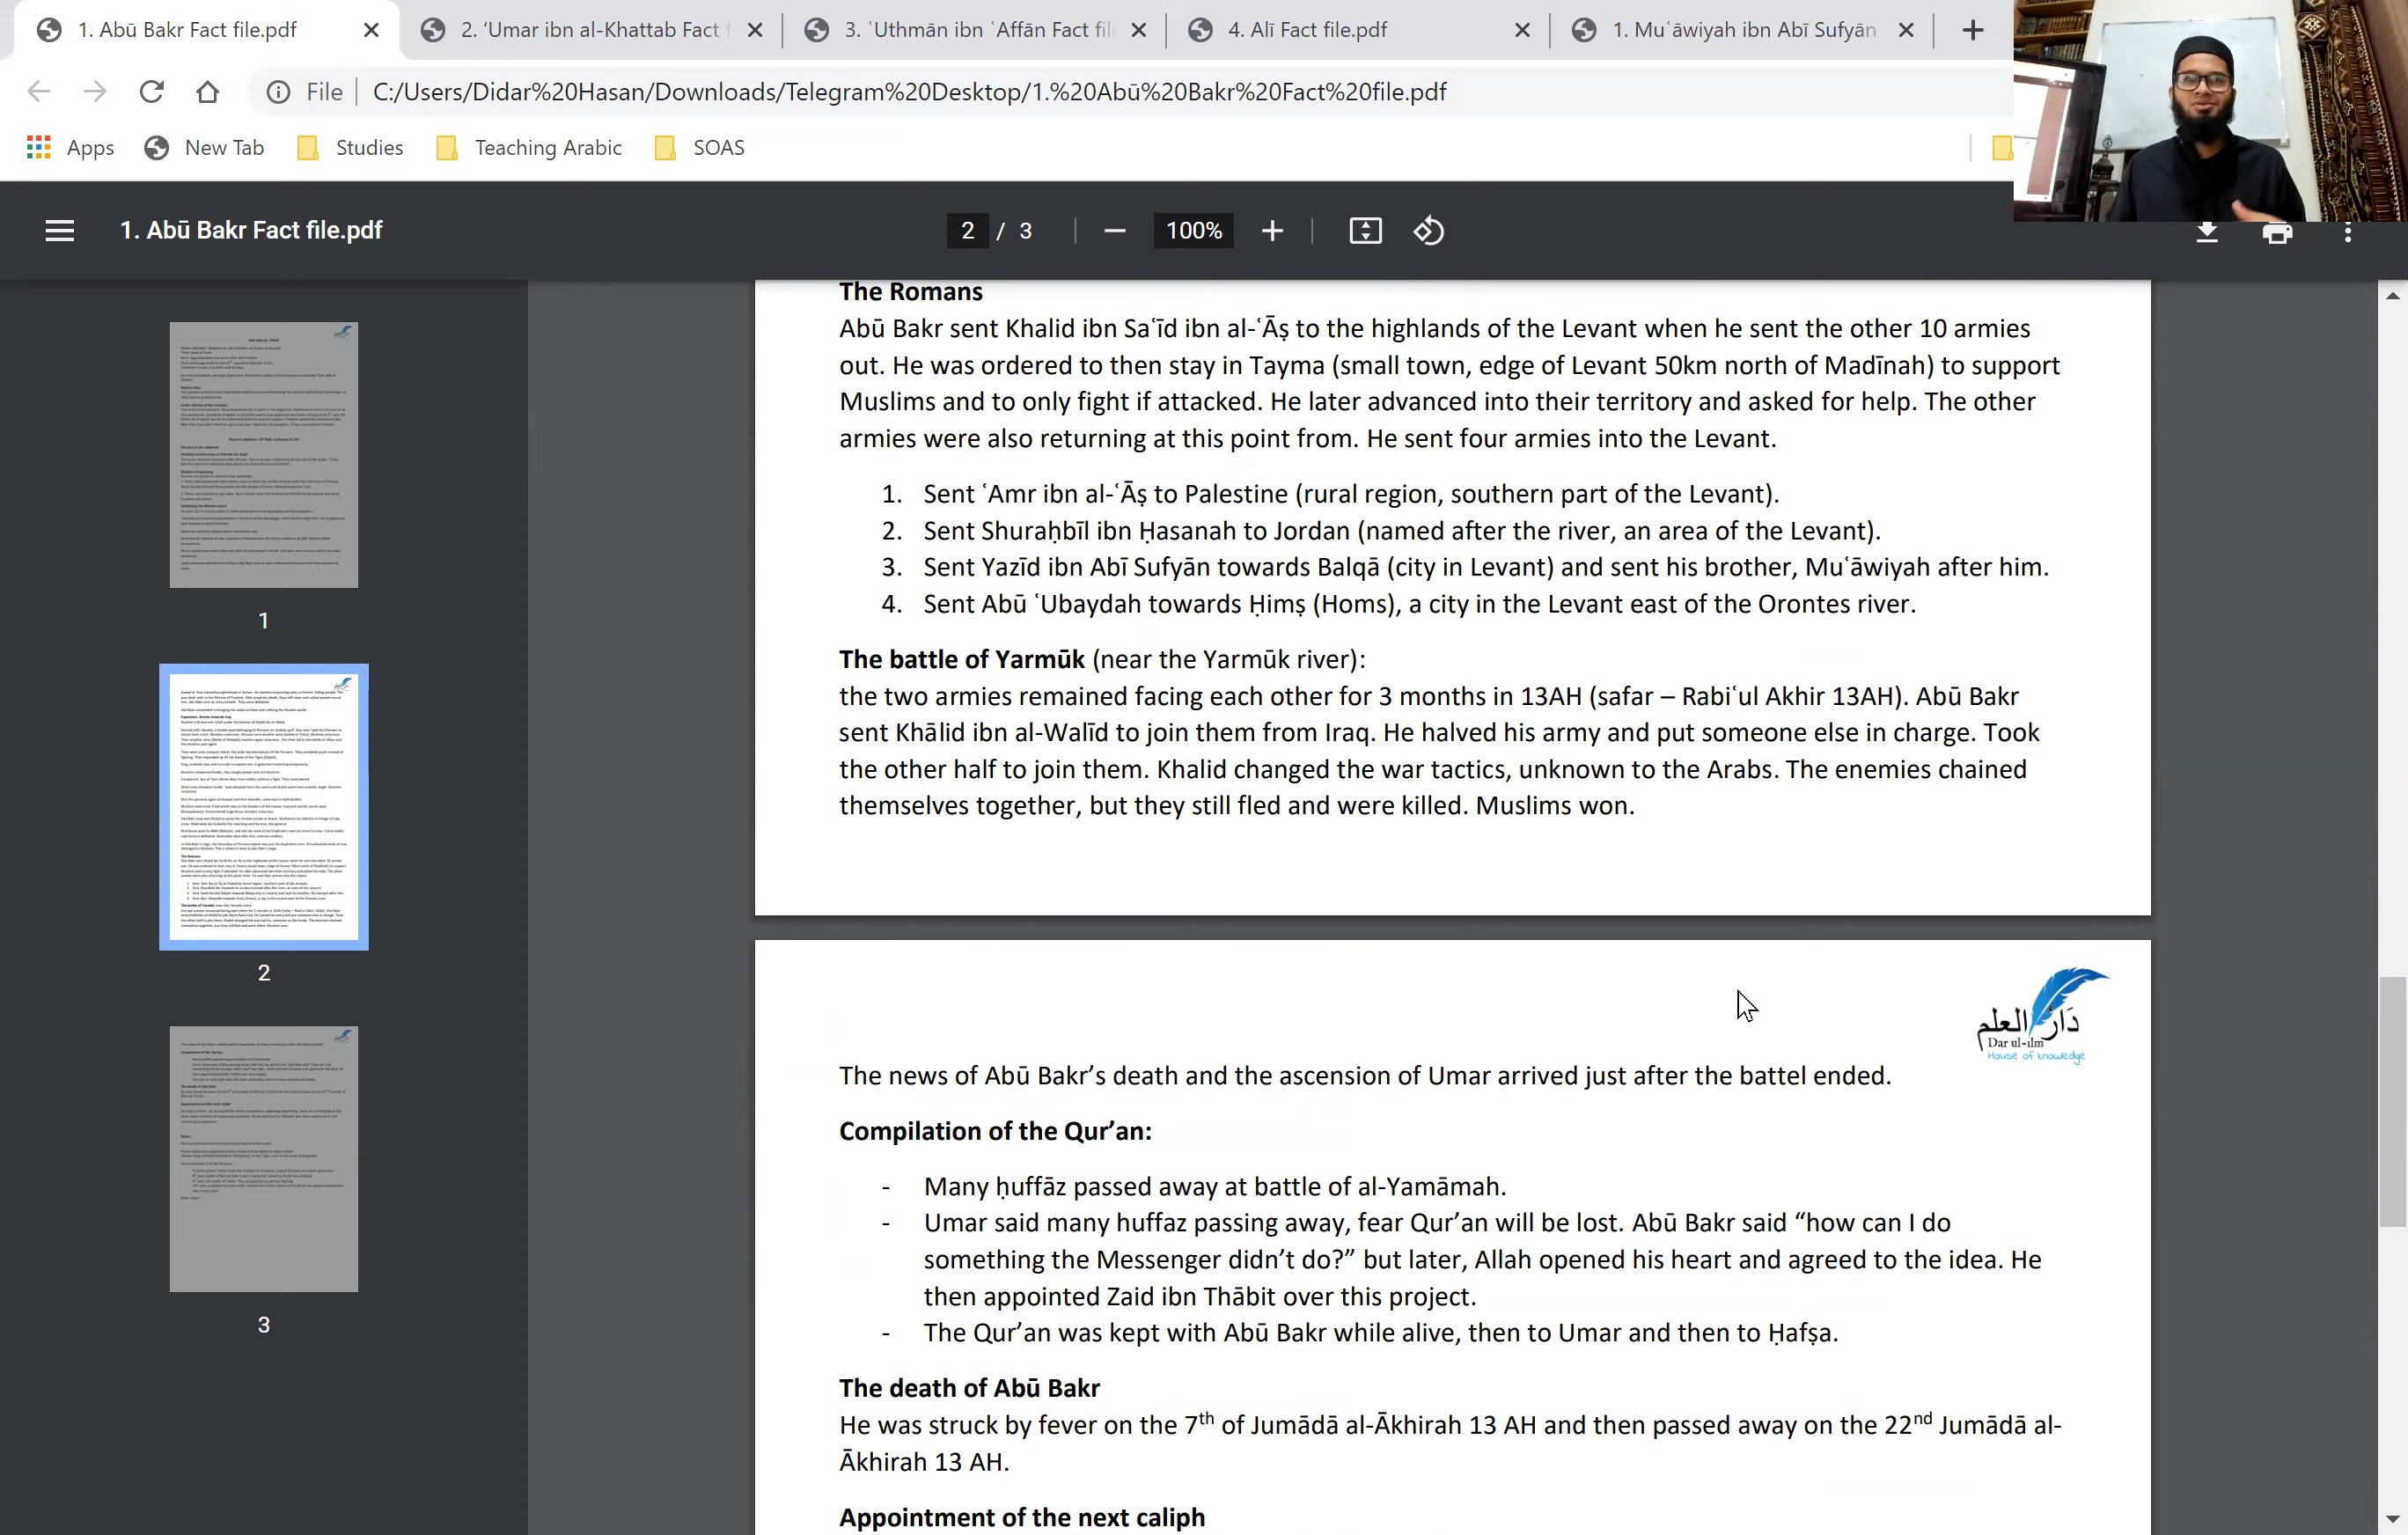 1. Abū Bakr Fact file.pdf
2. ‘Umar ibn al-Khattab Fact f
3. ʿUthmān ibn ʿAffān Fact fil
4. Alī Fact file.pdf
1. Muʿāwiyah ibn Abī Sufyān
File
C:/Users/Didar%20Hasan/Downloads/Telegram%20Desktop/1.%20Abū%20Bakr%20Fact%20file.pdf
Apps New Tab Studies Teaching Arabic SOAS
1. Abū Bakr Fact file.pdf
2 / 3
100%
1
2
3
The Romans
Abū Bakr sent Khalid ibn Saʿīd ibn al-ʿĀṣ to the highlands of the Levant when he sent the other 10 armies
out. He was ordered to then stay in Tayma (small town, edge of Levant 50km north of Madīnah) to support
Muslims and to only fight if attacked. He later advanced into their territory and asked for help. The other
armies were also returning at this point from. He sent four armies into the Levant.
1. Sent ʿAmr ibn al-ʿĀṣ to Palestine (rural region, southern part of the Levant).
2. Sent Shuraḥbīl ibn Ḥasanah to Jordan (named after the river, an area of the Levant).
3. Sent Yazīd ibn Abī Sufyān towards Balqā (city in Levant) and sent his brother, Muʿāwiyah after him.
4. Sent Abū ʿUbaydah towards Ḥimṣ (Homs), a city in the Levant east of the Orontes river.
The battle of Yarmūk (near the Yarmūk river):
the two armies remained facing each other for 3 months in 13AH (safar – Rabiʿul Akhir 13AH). Abū Bakr
sent Khālid ibn al-Walīd to join them from Iraq. He halved his army and put someone else in charge. Took
the other half to join them. Khalid changed the war tactics, unknown to the Arabs. The enemies chained
themselves together, but they still fled and were killed. Muslims won.
دَار العلم
Dar ul-ilm
House of knowledge
The news of Abū Bakr’s death and the ascension of Umar arrived just after the battel ended.
Compilation of the Qur’an:
- Many ḥuffāz passed away at battle of al-Yamāmah.
- Umar said many huffaz passing away, fear Qur’an will be lost. Abū Bakr said “how can I do
something the Messenger didn’t do?” but later, Allah opened his heart and agreed to the idea. He
then appointed Zaid ibn Thābit over this project.
- The Qur’an was kept with Abū Bakr while alive, then to Umar and then to Ḥafṣa.
The death of Abū Bakr
He was struck by fever on the 7th of Jumādā al-Ākhirah 13 AH and then passed away on the 22nd Jumādā al-
Ākhirah 13 AH.
Appointment of the next caliph